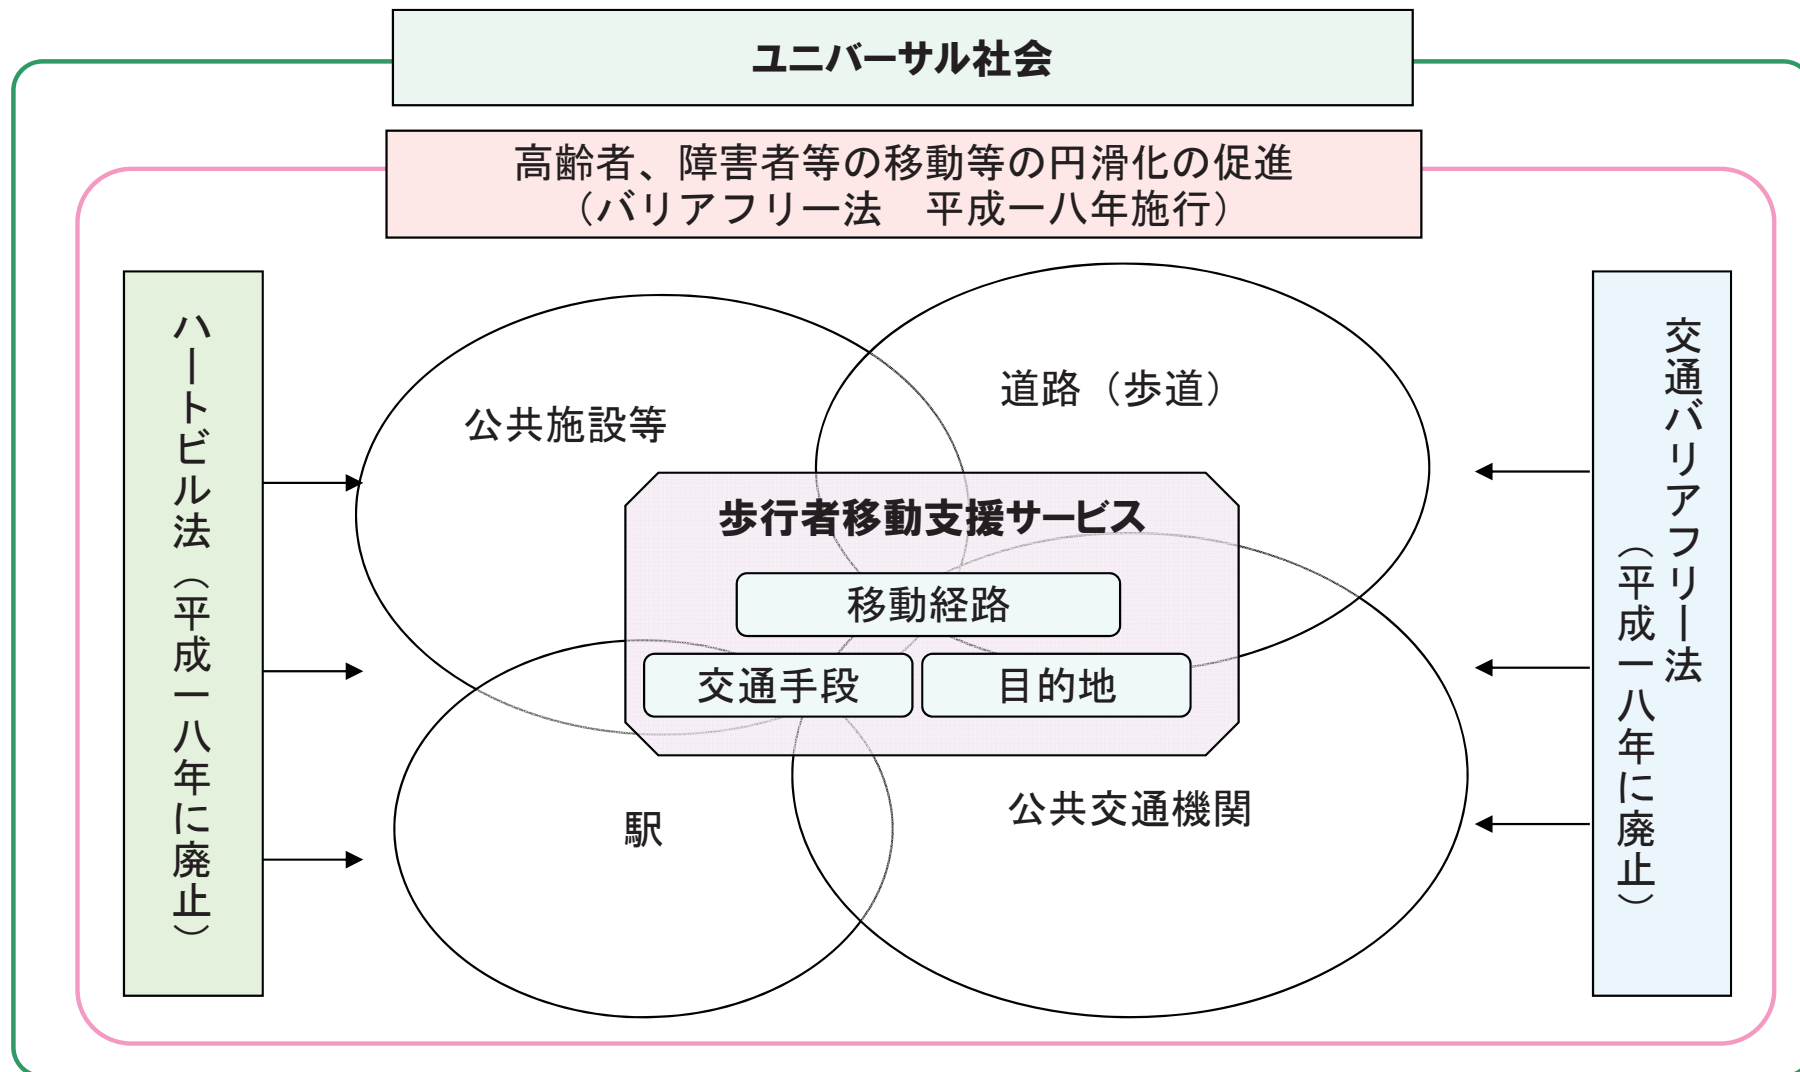 ユニバーサル社会
高齢者、障害者等の移動等の円滑化の促進
（バリアフリー法　平成一八年施行）
ハートビル法（平成一八年に廃止）
公共施設等
道路（歩道）
歩行者移動支援サービス
移動経路
交通手段
目的地
駅
公共交通機関
交通バリアフリー法
（平成一八年に廃止）